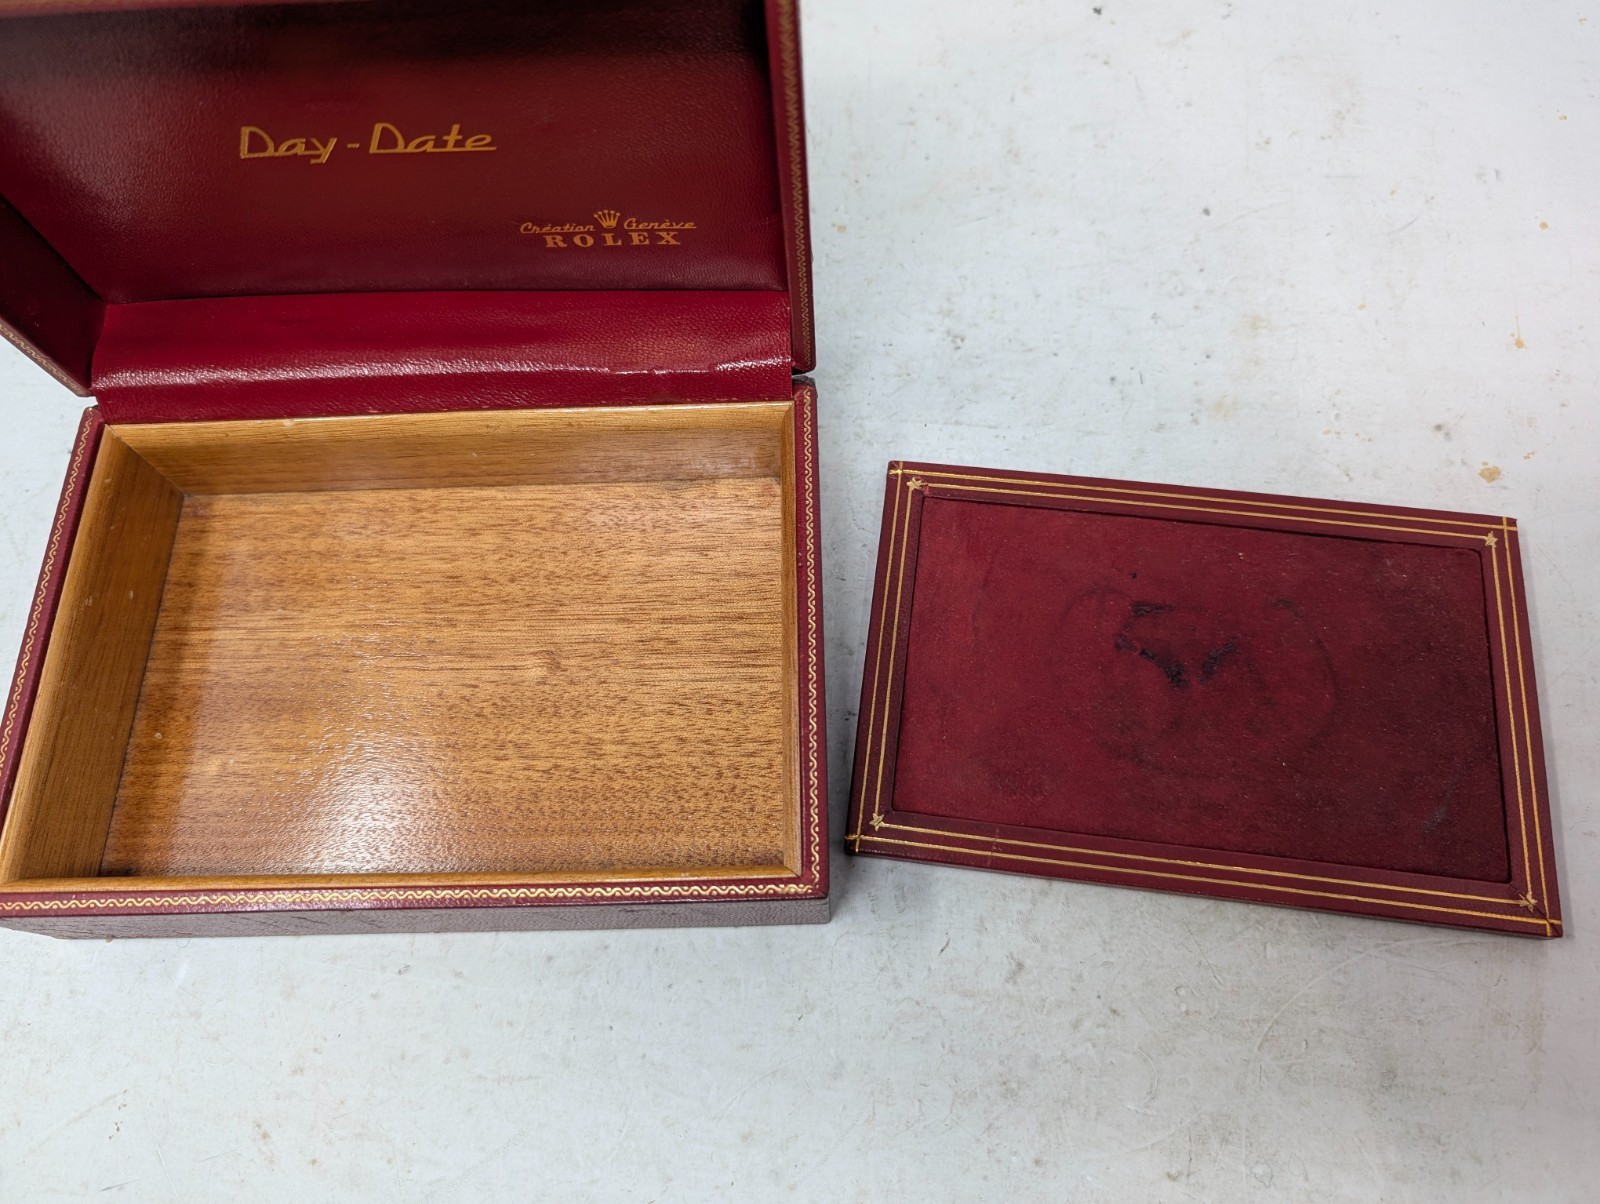 Day-Date
Création Genève
ROLEX